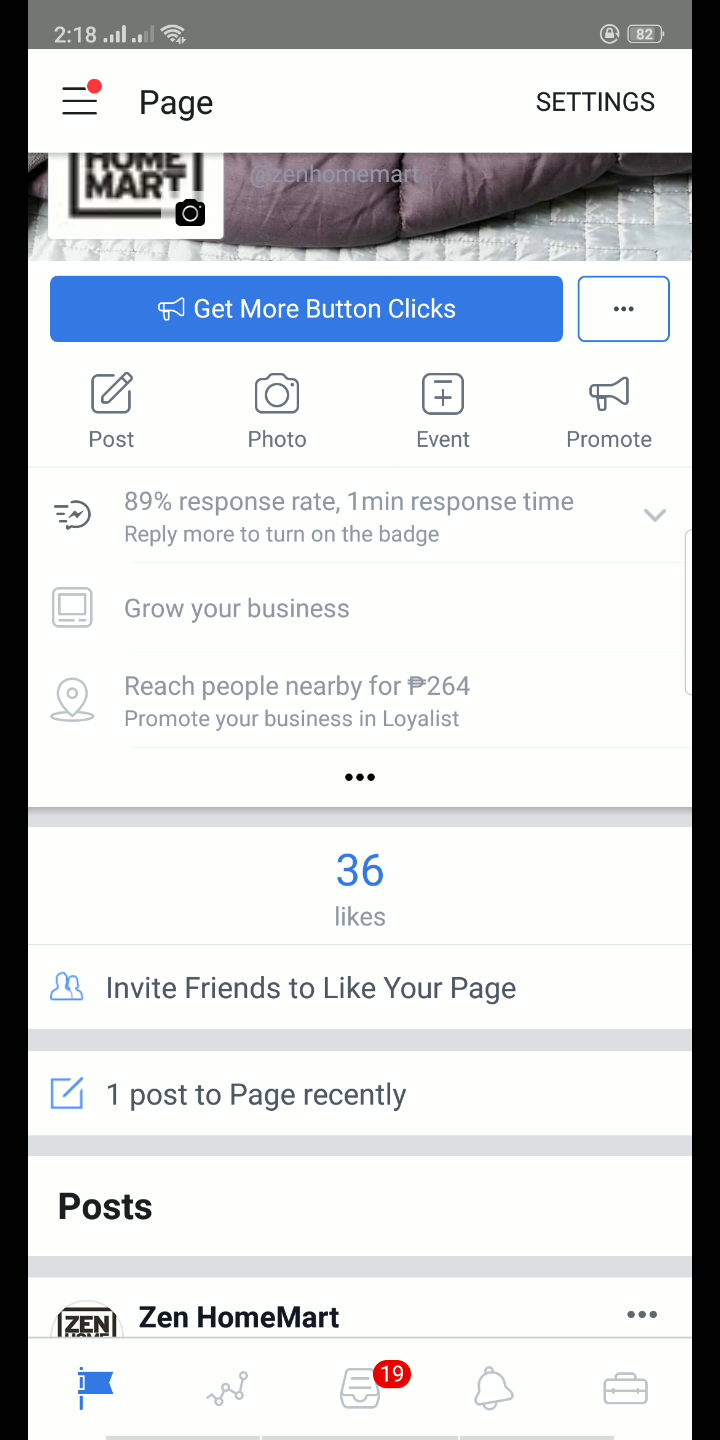 2:18
82
Page
SETTINGS
HOME
MART
@zenhomemart
Get More Button Clicks
Post
Photo
Event
Promote
89% response rate, 1min response time
Reply more to turn on the badge
Grow your business
Reach people nearby for ₱264
Promote your business in Loyalist
36
likes
Invite Friends to Like Your Page
1 post to Page recently
Posts
ZEN
HOME
Zen HomeMart
19